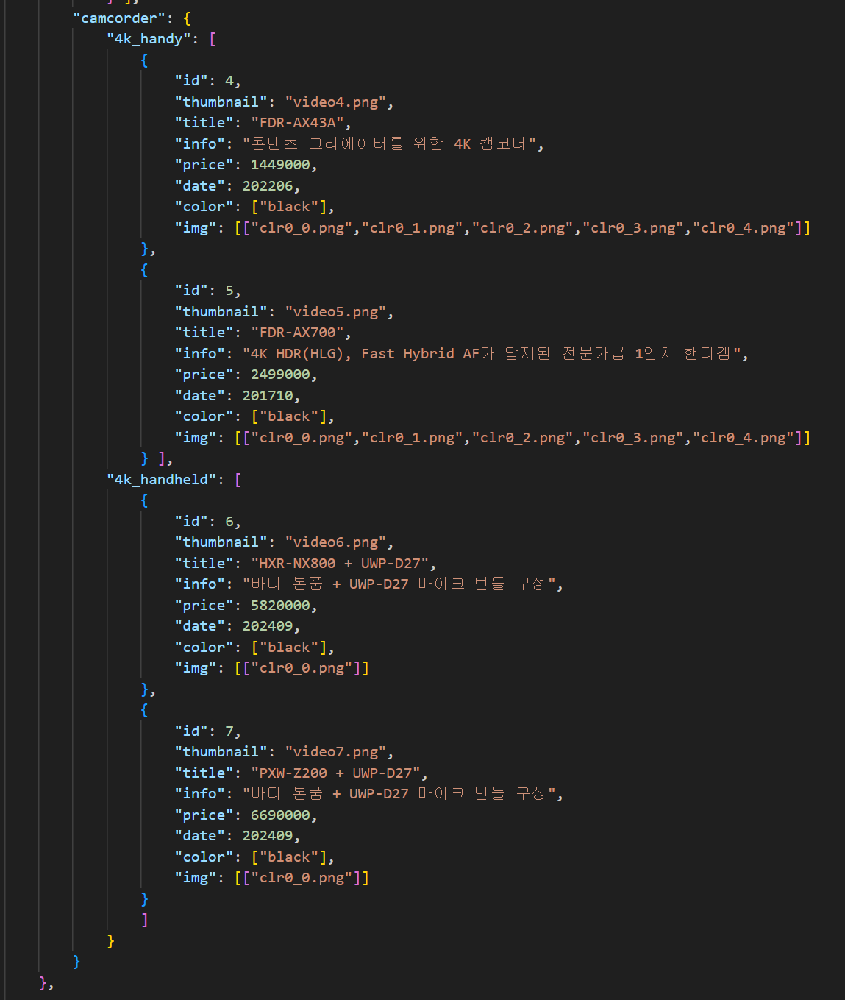 } ],
"camcorder": {
"4k_handy": [
{
"id": 4,
"thumbnail": "video4.png",
"title": "FDR-AX43A",
"info": "콘텐츠 크리에이터를 위한 4K 캠코더",
"price": 1449000,
"date": 202206,
"color": ["black"],
"img": [["clr0_0.png","clr0_1.png","clr0_2.png","clr0_3.png","clr0_4.png"]]
},
{
"id": 5,
"thumbnail": "video5.png",
"title": "FDR-AX700",
"info": "4K HDR(HLG), Fast Hybrid AF가 탑재된 전문가급 1인치 핸디캠",
"price": 2499000,
"date": 201710,
"color": ["black"],
"img": [["clr0_0.png","clr0_1.png","clr0_2.png","clr0_3.png","clr0_4.png"]]
} ],
"4k_handheld": [
{
"id": 6,
"thumbnail": "video6.png",
"title": "HXR-NX800 + UWP-D27",
"info": "바디 본품 + UWP-D27 마이크 번들 구성",
"price": 5820000,
"date": 202409,
"color": ["black"],
"img": [["clr0_0.png"]]
},
{
"id": 7,
"thumbnail": "video7.png",
"title": "PXW-Z200 + UWP-D27",
"info": "바디 본품 + UWP-D27 마이크 번들 구성",
"price": 6690000,
"date": 202409,
"color": ["black"],
"img": [["clr0_0.png"]]
}
]
}
}
},